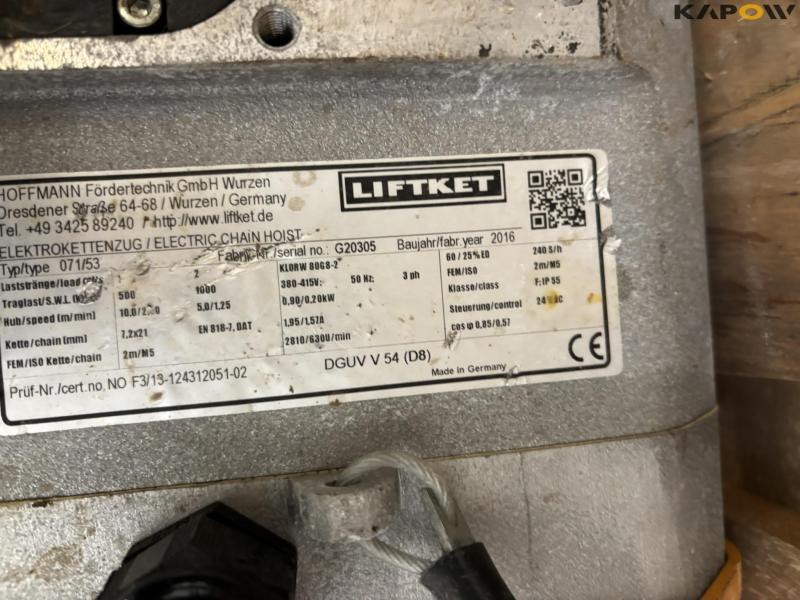 KAPOW
HOFFMANN Fördertechnik GmbH Wurzen
Dresdener Straße 64-68 / Wurzen / Germany
Tel. +49 3425 89240 / http://www.liftket.de
LIFTKET
ELEKTROKETTENZUG / ELECTRIC CHAIN HOIST
Typ/type 071/53
Fabric.Nr./serial no.: G20305 Baujahr/fabr.year 2016
Laststränge/load 1 2
Traglast/S.W.L. 500 1000
Hub/speed (m/min) 5,0/1,25
Kette/chain (mm) 7,2x21 EN 818-7, DAT
FEM/ISO Kette/chain 2m/M5
KLORW 80G8-2
380-415V: 50 Hz: 3 ph
0,90/0,20kW
1,95/1,57A
2810/630U/min
60 / 25% ED 240 S/h
FEM/ISO 2m/M5
Klasse/class F; IP 55
Steuerung/control
cos φ 0,85/0,57
Prüf-Nr./cert.no. NO F3/13-124312051-02
DGUV V 54 (D8)
Made in Germany
CE